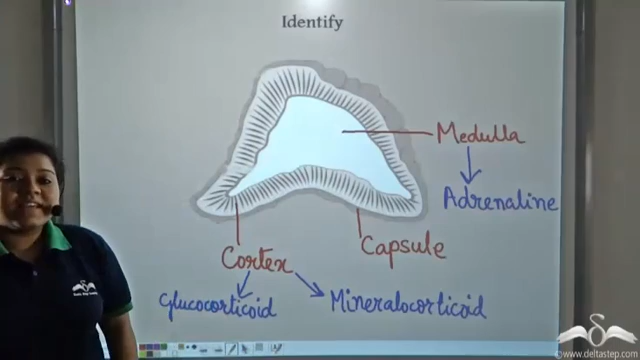 Identify
Medulla
Adrenaline
Capsule
Cortex
Glucocorticoid
Mineralocorticoid
©www.deltastep.com